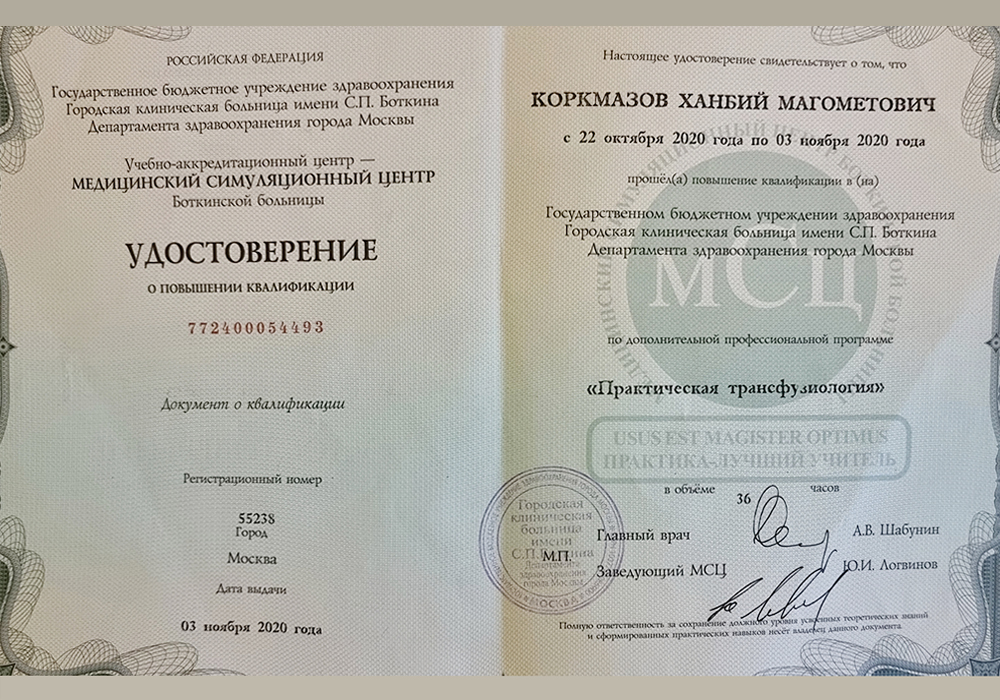 РОССИЙСКАЯ ФЕДЕРАЦИЯ
Государственное бюджетное учреждение здравоохранения
Городская клиническая больница имени С.П. Боткина
Департамента здравоохранения города Москвы
Учебно-аккредитационный центр —
МЕДИЦИНСКИЙ СИМУЛЯЦИОННЫЙ ЦЕНТР
Боткинской больницы
УДОСТОВЕРЕНИЕ
О ПОВЫШЕНИИ КВАЛИФИКАЦИИ
772400054493
Документ о квалификации
Регистрационный номер
55238
Город
Москва
Дата выдачи
03 ноября 2020 года
Настоящее удостоверение свидетельствует о том, что
КОРКМАЗОВ ХАНБИЙ МАГОМЕТОВИЧ
с 22 октября 2020 года по 03 ноября 2020 года
прошёл(а) повышение квалификации в (на)
Государственном бюджетном учреждении здравоохранения
Городская клиническая больница имени С.П. Боткина
Департамента здравоохранения города Москвы
МСЦ
по дополнительной профессиональной программе
«Практическая трансфузиология»
USUS EST MAGISTER OPTIMUS
ПРАКТИКА-ЛУЧШИЙ УЧИТЕЛЬ
в объёме 36 часов
Главный врач А.В. Шабунин
М.П.
Заведующий МСЦ Ю.И. Логвинов
Городская
клиническая
больница
имени
С.П.
Департамента
здравоохранения
города Москвы
МОСКВА
Полную ответственность за сохранение должного уровня усвоенных теоретических знаний
и сформированных практических навыков несёт владелец данного документа.